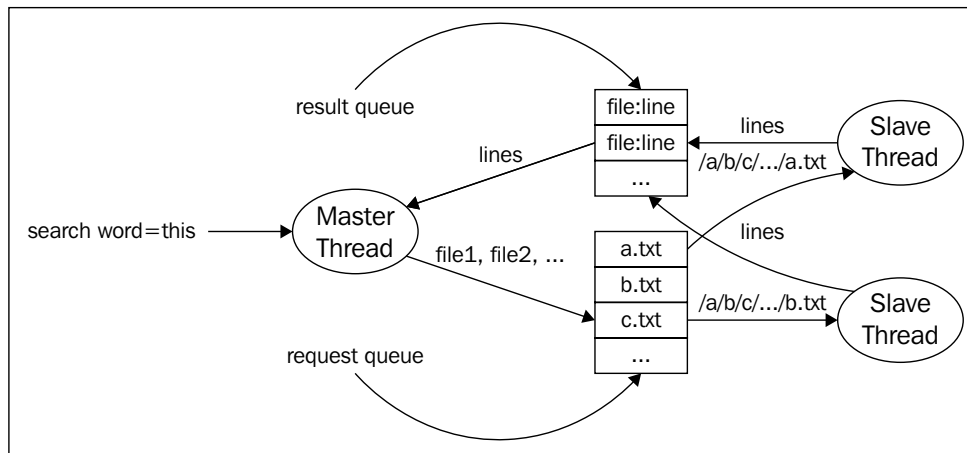 result queue
file:line
file:line
...
lines
lines
/a/b/c/.../a.txt
Slave
Thread
search word=this
Master
Thread
file1, file2, ...
lines
a.txt
b.txt
c.txt
...
/a/b/c/.../b.txt
Slave
Thread
request queue